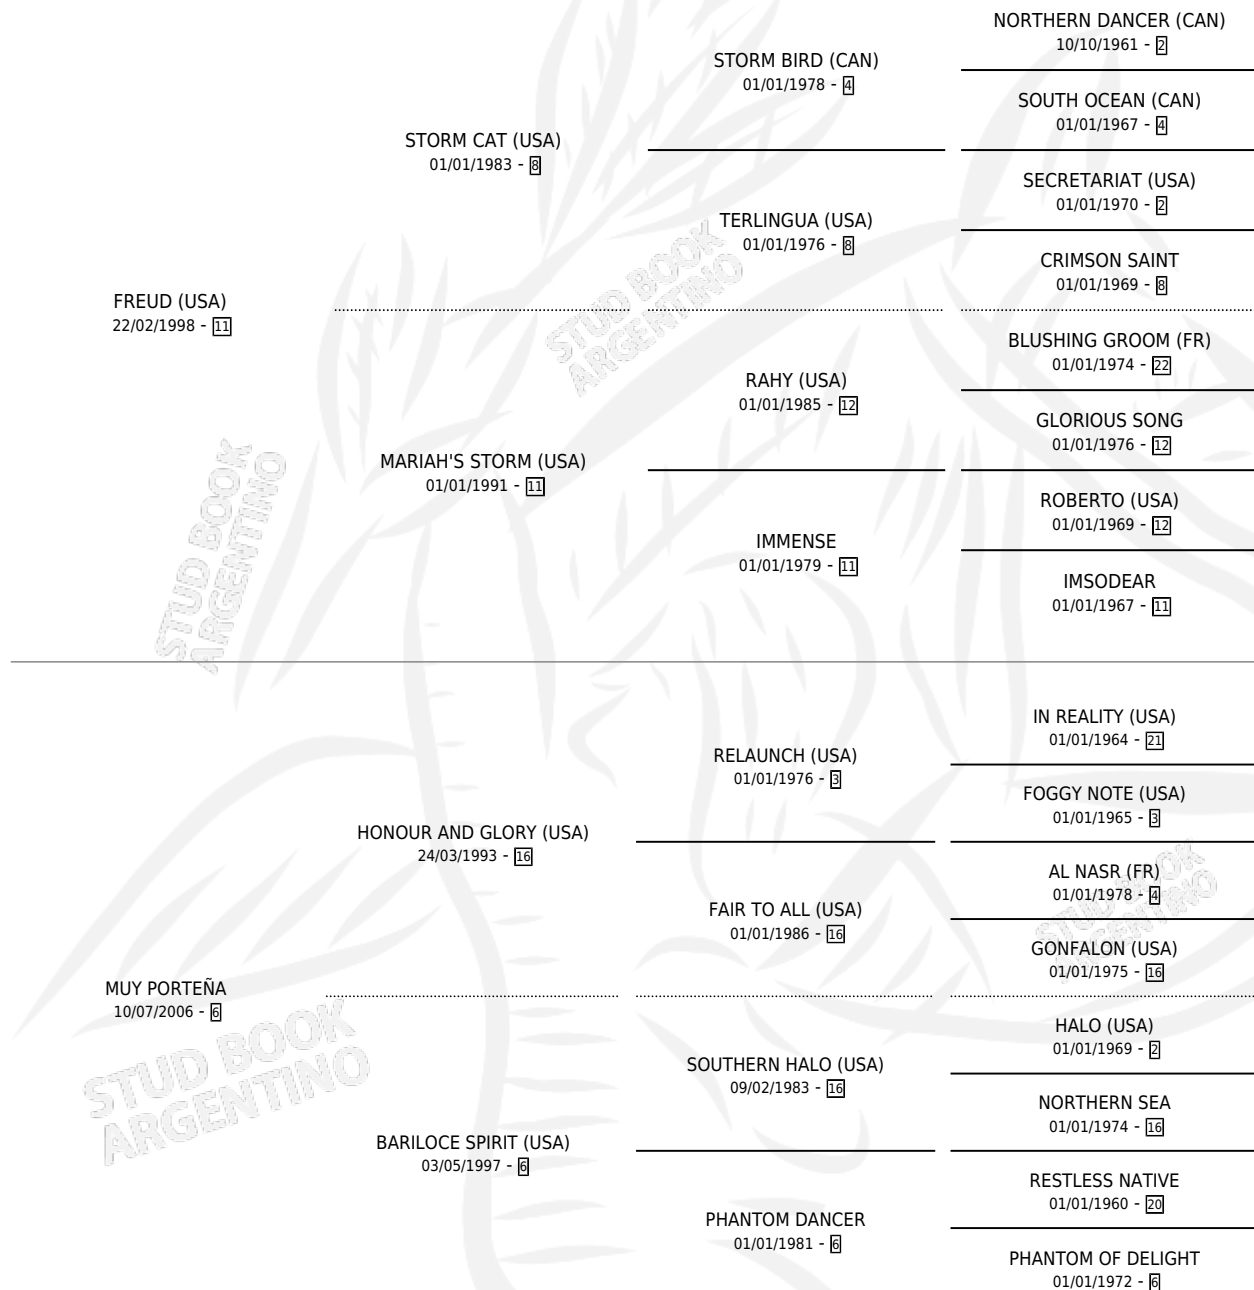 NORTHERN DANCER (CAN)
10/10/1961 - 2
STORM BIRD (CAN)
01/01/1978 - 4
SOUTH OCEAN (CAN)
01/01/1967 - 4
STORM CAT (USA)
01/01/1983 - 8
SECRETARIAT (USA)
01/01/1970 - 2
TERLINGUA (USA)
01/01/1976 - 8
CRIMSON SAINT
01/01/1969 - 8
FREUD (USA)
22/02/1998 - 11
BLUSHING GROOM (FR)
01/01/1974 - 22
RAHY (USA)
01/01/1985 - 12
GLORIOUS SONG
01/01/1976 - 12
MARIAH'S STORM (USA)
01/01/1991 - 11
ROBERTO (USA)
01/01/1969 - 12
IMMENSE
01/01/1979 - 11
IMSODEAR
01/01/1967 - 11
IN REALITY (USA)
01/01/1964 - 21
RELAUNCH (USA)
01/01/1976 - 3
FOGGY NOTE (USA)
01/01/1965 - 3
HONOUR AND GLORY (USA)
24/03/1993 - 16
AL NASR (FR)
01/01/1978 - 4
FAIR TO ALL (USA)
01/01/1986 - 16
GONFALON (USA)
01/01/1975 - 16
MUY PORTEÑA
10/07/2006 - 6
HALO (USA)
01/01/1969 - 2
SOUTHERN HALO (USA)
09/02/1983 - 16
NORTHERN SEA
01/01/1974 - 16
BARILOCE SPIRIT (USA)
03/05/1997 - 6
RESTLESS NATIVE
01/01/1960 - 20
PHANTOM DANCER
01/01/1981 - 6
PHANTOM OF DELIGHT
01/01/1972 - 6
STUD BOOK
ARGENTINO
STUD BOOK
ARGENTINO
STUD BOOK
ARGENTINO
STUD BOOK
ARGENTINO